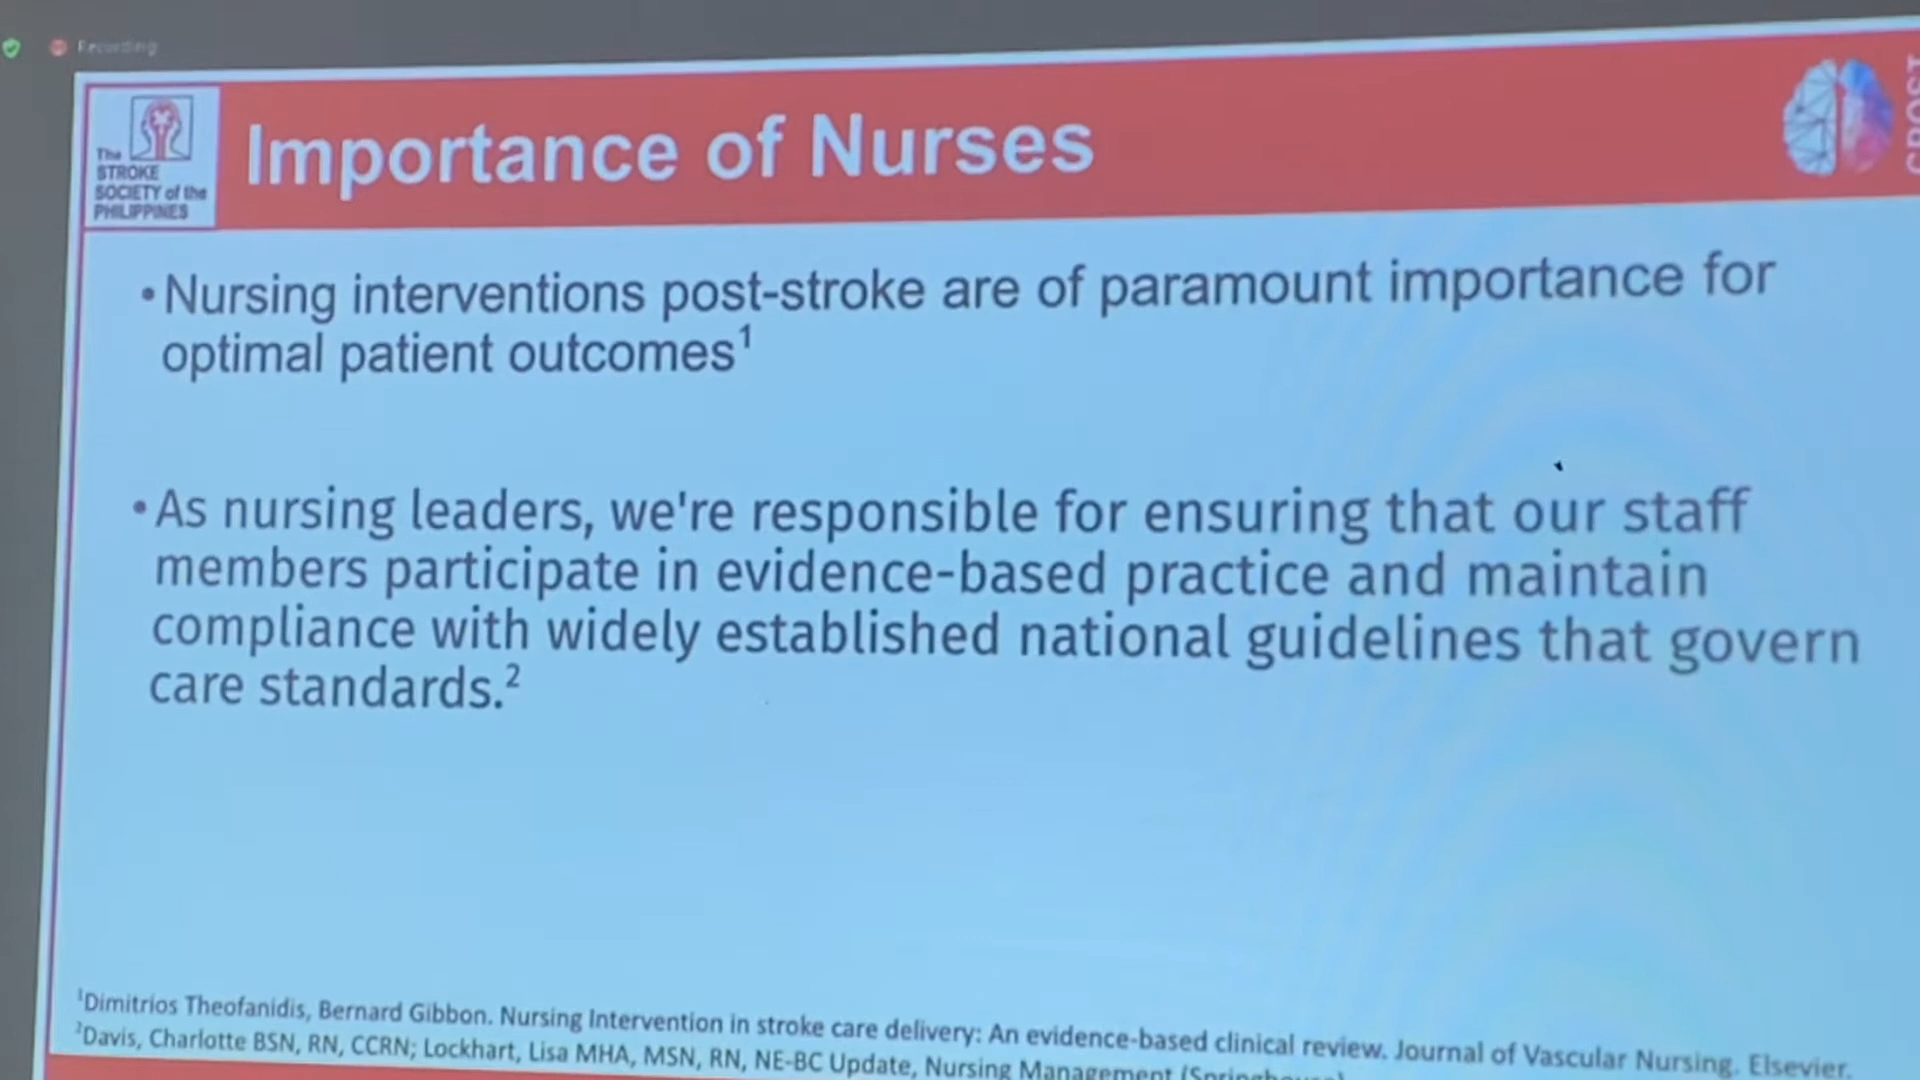 Recording
The
STROKE
SOCIETY of the
PHILIPPINES
Importance of Nurses
GPOST
• Nursing interventions post-stroke are of paramount importance for
optimal patient outcomes¹
• As nursing leaders, we're responsible for ensuring that our staff
members participate in evidence-based practice and maintain
compliance with widely established national guidelines that govern
care standards.²
¹Dimitrios Theofanidis, Bernard Gibbon. Nursing Intervention in stroke care delivery: An evidence-based clinical review. Journal of Vascular Nursing. Elsevier.
²Davis, Charlotte BSN, RN, CCRN; Lockhart, Lisa MHA, MSN, RN, NE-BC Update, Nursing Management (Springhouse)